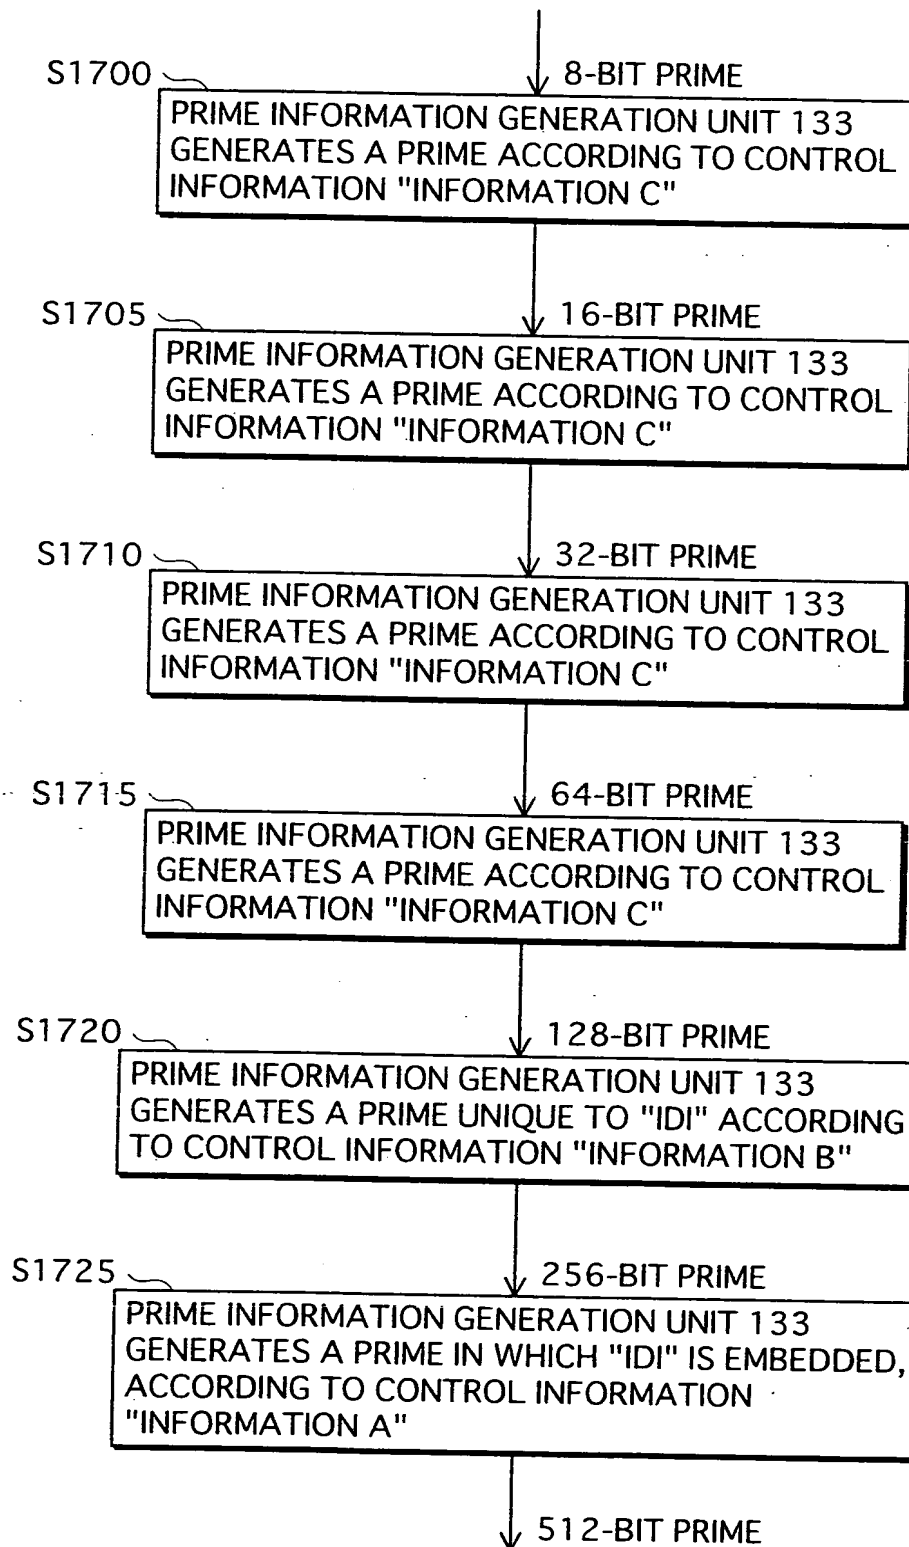 8-BIT PRIME
S1700
PRIME INFORMATION GENERATION UNIT 133
GENERATES A PRIME ACCORDING TO CONTROL
INFORMATION "INFORMATION C"
16-BIT PRIME
S1705
PRIME INFORMATION GENERATION UNIT 133
GENERATES A PRIME ACCORDING TO CONTROL
INFORMATION "INFORMATION C"
32-BIT PRIME
S1710
PRIME INFORMATION GENERATION UNIT 133
GENERATES A PRIME ACCORDING TO CONTROL
INFORMATION "INFORMATION C"
64-BIT PRIME
S1715
PRIME INFORMATION GENERATION UNIT 133
GENERATES A PRIME ACCORDING TO CONTROL
INFORMATION "INFORMATION C"
128-BIT PRIME
S1720
PRIME INFORMATION GENERATION UNIT 133
GENERATES A PRIME UNIQUE TO "IDI" ACCORDING
TO CONTROL INFORMATION "INFORMATION B"
256-BIT PRIME
S1725
PRIME INFORMATION GENERATION UNIT 133
GENERATES A PRIME IN WHICH "IDI" IS EMBEDDED,
ACCORDING TO CONTROL INFORMATION
"INFORMATION A"
512-BIT PRIME